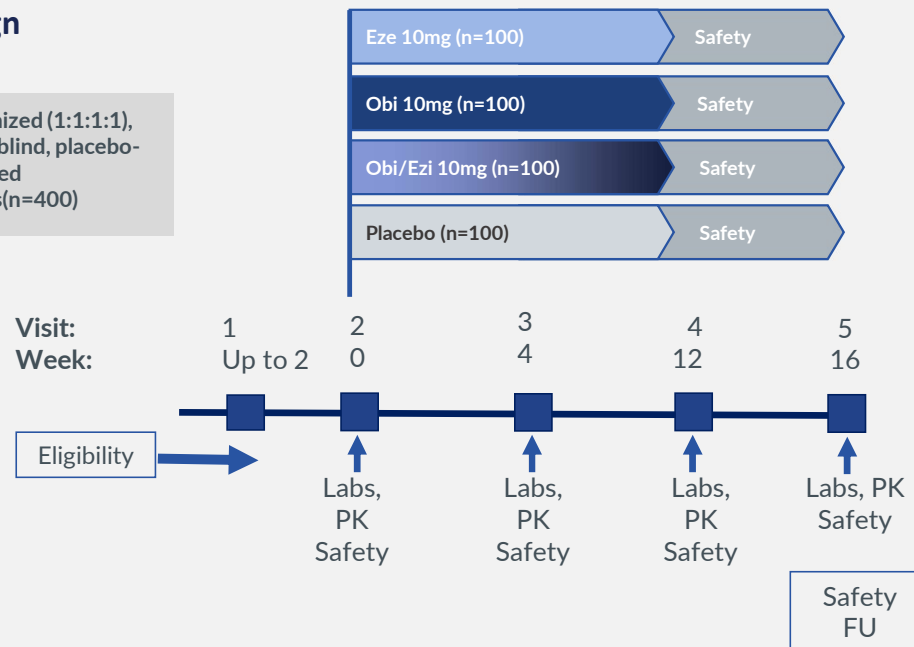 gn
Eze 10mg (n=100)
Safety
Obi 10mg (n=100)
Safety
Obi/Ezi 10mg (n=100)
Safety
Placebo (n=100)
Safety
ized (1:1:1:1),
blind, placebo-
ed
s(n=400)
Visit: 1 2 3 4 5
Week: Up to 2 0 4 12 16
Eligibility
Labs,
PK
Safety
Labs,
PK
Safety
Labs,
PK
Safety
Labs, PK
Safety
Safety
FU